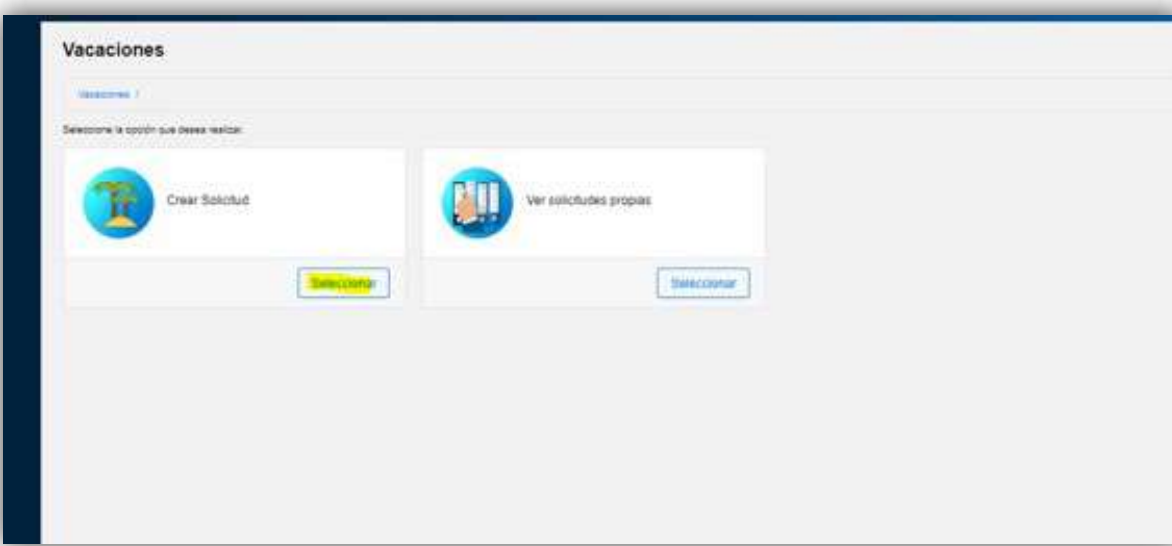 Vacaciones
Vacaciones /
Seleccione la opción que desea realizar
Crear Solicitud
Ver solicitudes propias
Seleccionar
Seleccionar